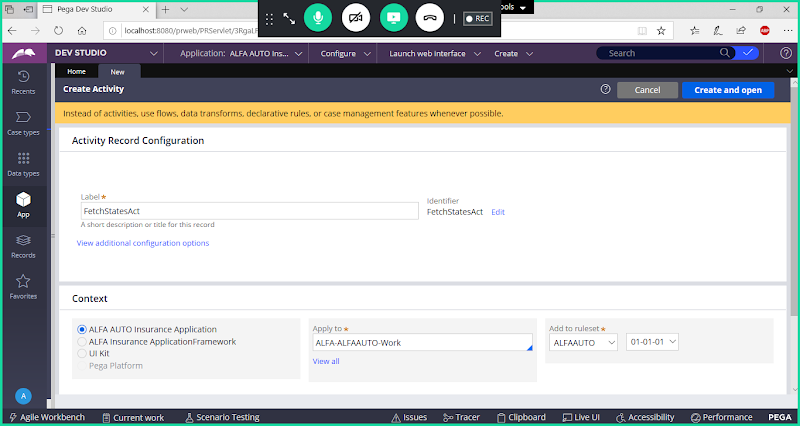 Pega Dev Studio
ools
REC
localhost:8080/prweb/PRServlet/3RgaLF
ABP
DEV STUDIO
Application: ALFA AUTO Ins...
Configure
Launch web interface
Create
Search
Recents
Case types
Data types
App
Records
Favorites
A
Home
New
Create Activity
Cancel
Create and open
Instead of activities, use flows, data transforms, declarative rules, or case management features whenever possible.
Activity Record Configuration
Label ★
Identifier
FetchStatesAct
FetchStatesAct Edit
A short description or title for this record
View additional configuration options
Context
ALFA AUTO Insurance Application
ALFA Insurance ApplicationFramework
UI Kit
Pega Platform
Apply to ★
ALFA-ALFAAUTO-Work
View all
Add to ruleset ★
ALFAAUTO 01-01-01
Agile Workbench Current work Scenario Testing Issues Tracer Clipboard Live UI Accessibility Performance PEGA